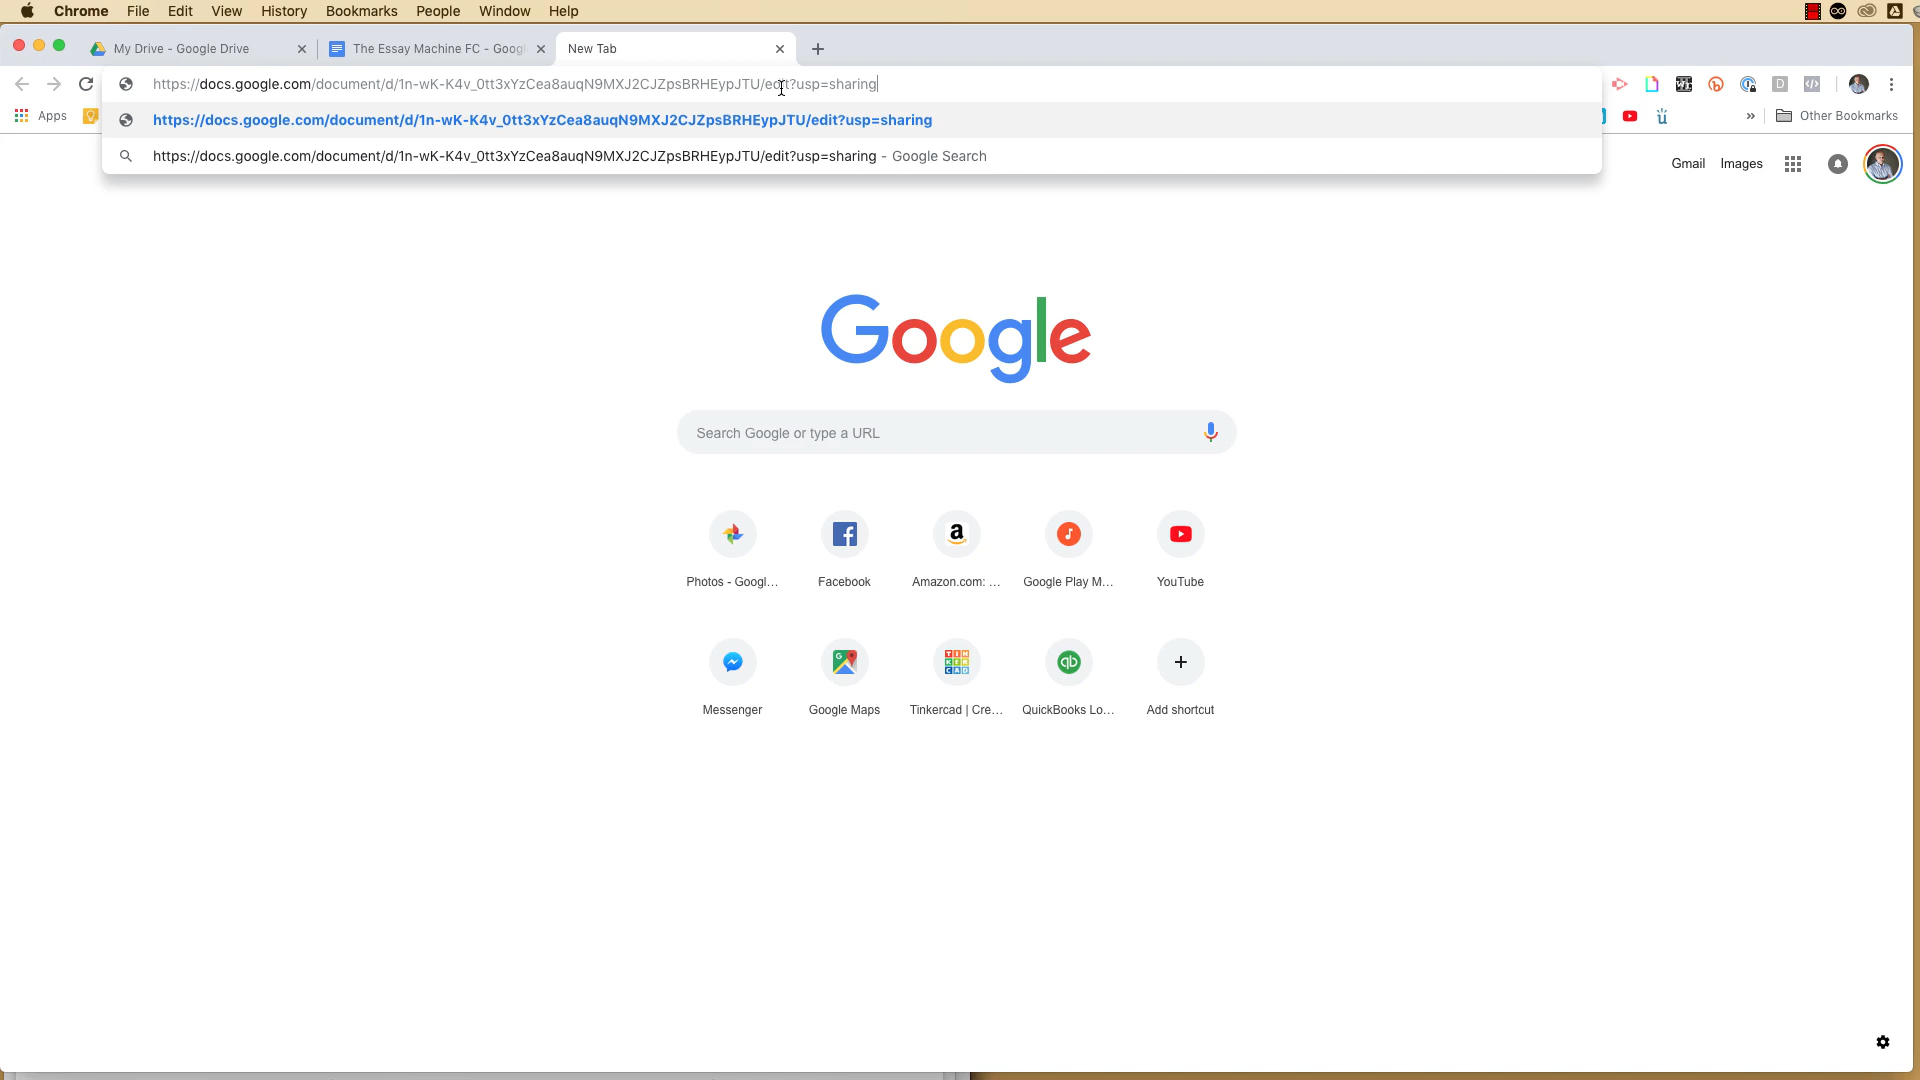 Chrome File Edit View History Bookmarks People Window Help
My Drive - Google Drive
The Essay Machine FC - Goog
New Tab
https://docs.google.com/document/d/1n-wK-K4v_0tt3xYzCea8auqN9MXJ2CJZpsBRHEypJTU/edit?usp=sharing
https://docs.google.com/document/d/1n-wK-K4v_0tt3xYzCea8auqN9MXJ2CJZpsBRHEypJTU/edit?usp=sharing
https://docs.google.com/document/d/1n-wK-K4v_0tt3xYzCea8auqN9MXJ2CJZpsBRHEypJTU/edit?usp=sharing - Google Search
Apps
» Other Bookmarks
Gmail Images
Google
Search Google or type a URL
Photos - Googl... Facebook Amazon.com: ... Google Play M... YouTube
TINKERCAD
qb
Messenger Google Maps Tinkercad | Cre... QuickBooks Lo... Add shortcut